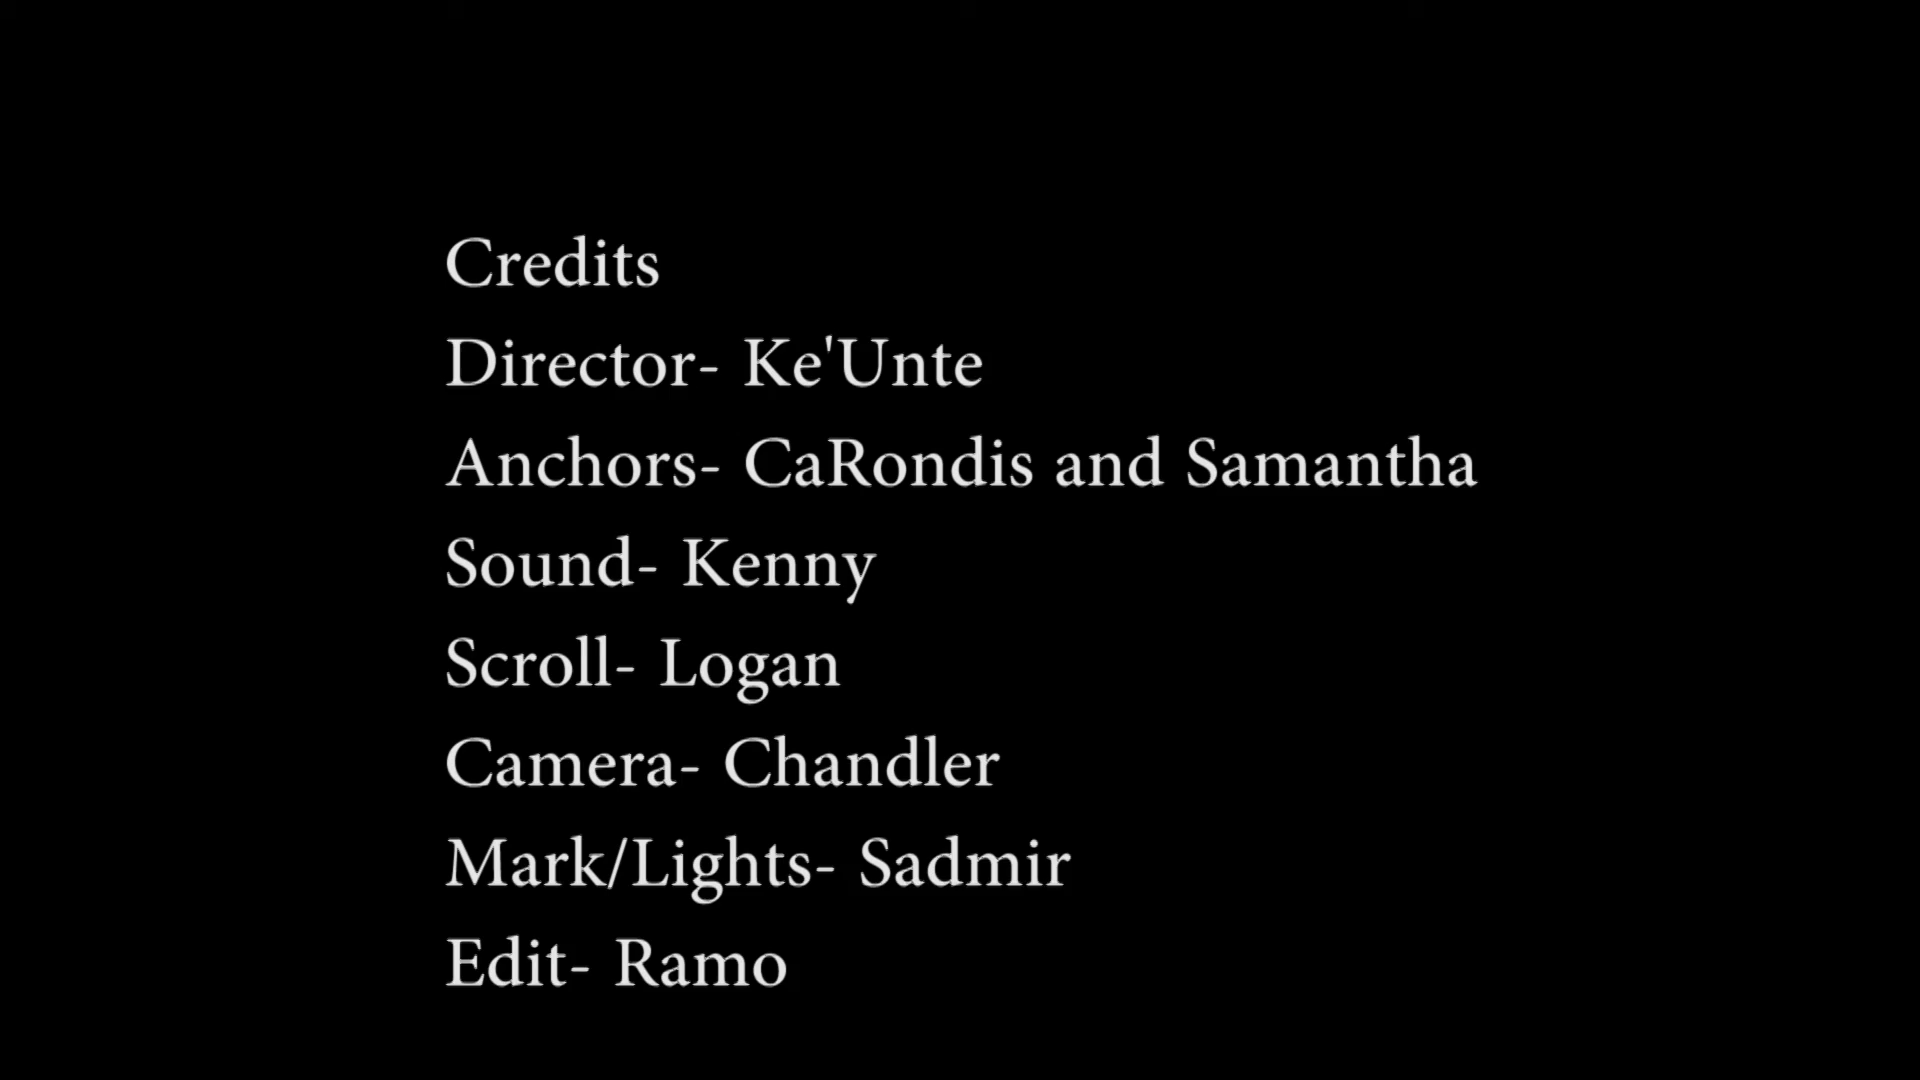 Credits
Director- Ke'Unte
Anchors- CaRondis and Samantha
Sound- Kenny
Scroll- Logan
Camera- Chandler
Mark/Lights- Sadmir
Edit- Ramo